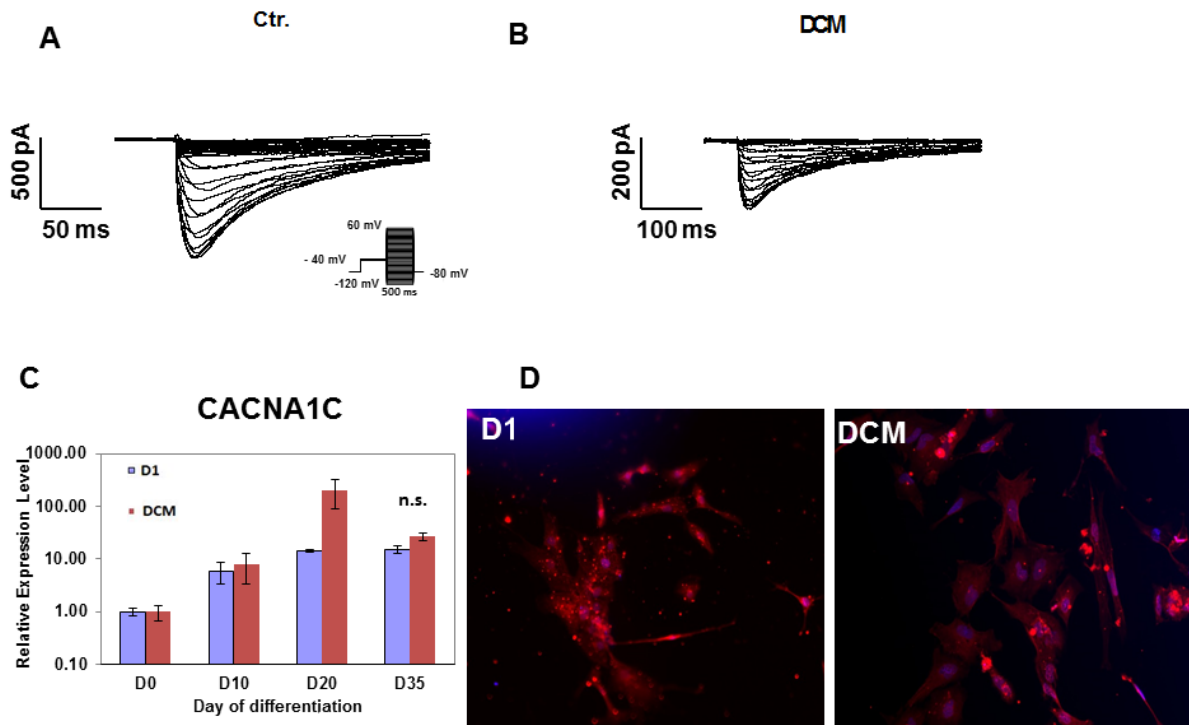 Ctr.
A
500 pA
50 ms
60 mV
- 40 mV
-120 mV
-80 mV
500 ms
DCM
B
200 pA
100 ms
C
CACNA1C
Relative Expression Level
1000.00
100.00
10.00
1.00
0.10
D1
DCM
n.s.
D0 D10 D20 D35
Day of differentiation
D
D1
DCM